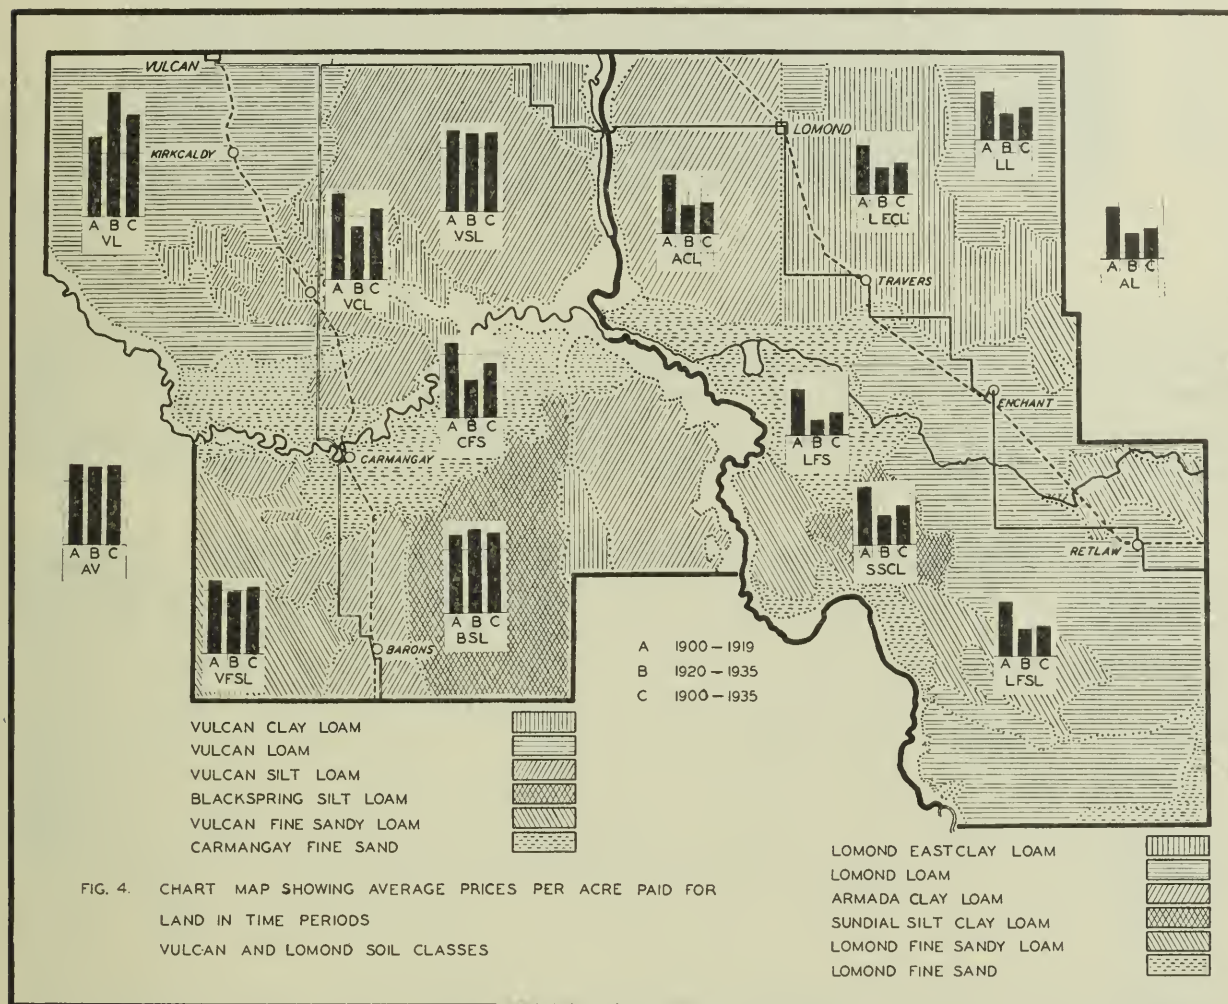 VULCAN
KIRKCALDY
A B C
VL
A B C
VCL
A B C
VSL
A B C
ACL
LOMOND
A B C
LECL
A B C
LL
A B C
AL
TRAVERS
A B C
CFS
CARMANGAY
A B C
LFS
ENCHANT
A B C
AV
A B C
BSL
A B C
SSCL
RETLAW
A B C
VFSL
BARONS
A B C
LFSL
A 1900-1919
B 1920-1935
C 1900-1935
VULCAN CLAY LOAM
VULCAN LOAM
VULCAN SILT LOAM
BLACKSPRING SILT LOAM
VULCAN FINE SANDY LOAM
CARMANGAY FINE SAND
LOMOND EAST CLAY LOAM
LOMOND LOAM
ARMADA CLAY LOAM
SUNDIAL SILT CLAY LOAM
LOMOND FINE SANDY LOAM
LOMOND FINE SAND
FIG. 4. CHART MAP SHOWING AVERAGE PRICES PER ACRE PAID FOR
LAND IN TIME PERIODS
VULCAN AND LOMOND SOIL CLASSES